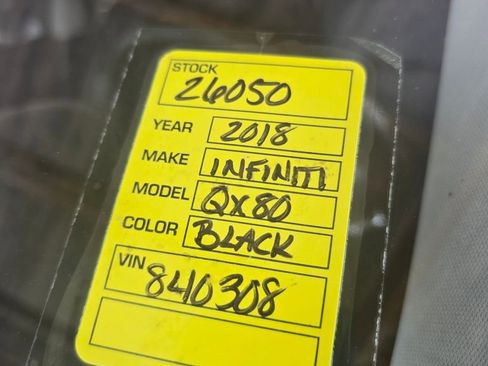 STOCK
26050
YEAR 2018
MAKE INFINITI
MODEL QX80
COLOR BLACK
VIN
840308